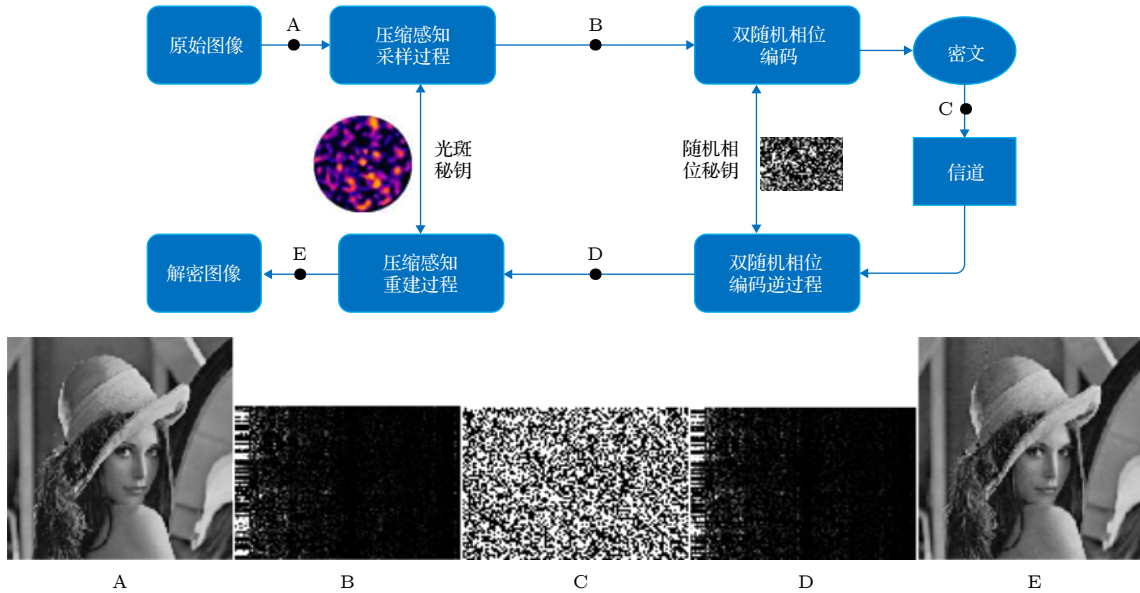 A
B
原始图像
压缩感知
采样过程
双随机相位
编码
密文
C
光斑
秘钥
随机相
位秘钥
信道
E
D
解密图像
压缩感知
重建过程
双随机相位
编码逆过程
A
B
C
D
E